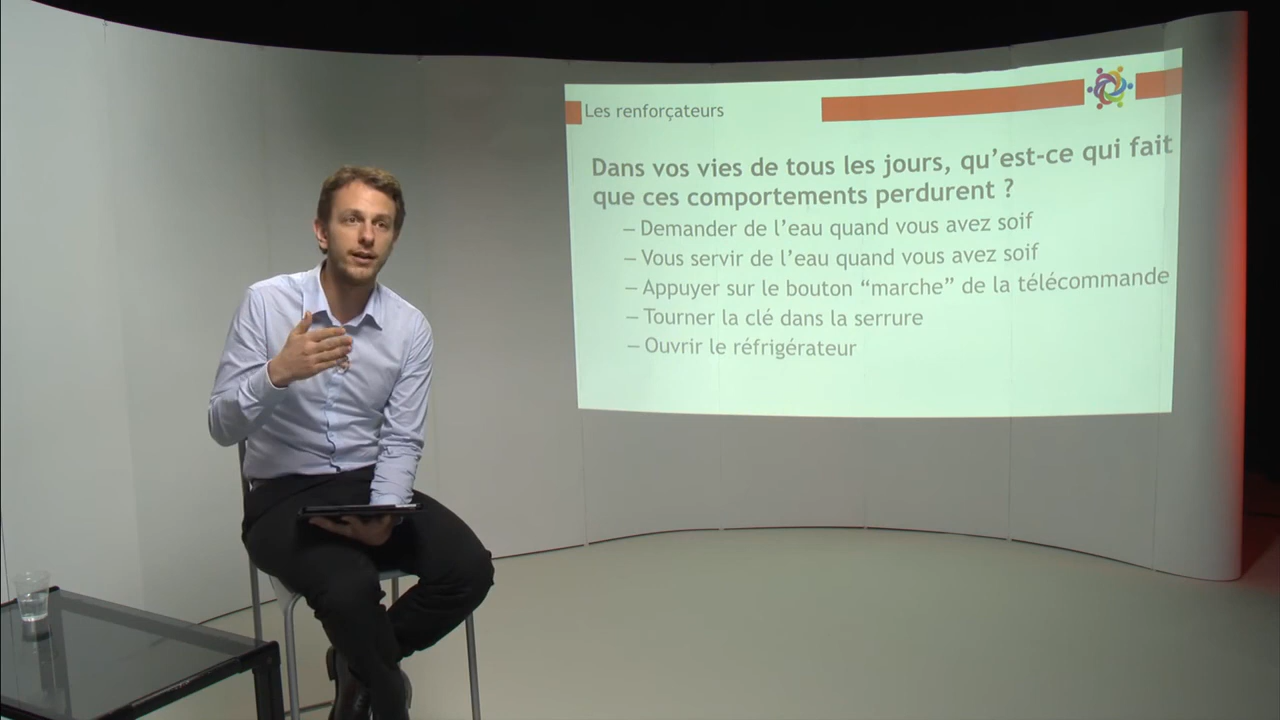 Les renforçateurs
Dans vos vies de tous les jours, qu’est-ce qui fait
que ces comportements perdurent ?
– Demander de l’eau quand vous avez soif
– Vous servir de l’eau quand vous avez soif
– Appuyer sur le bouton “marche” de la télécommande
– Tourner la clé dans la serrure
– Ouvrir le réfrigérateur